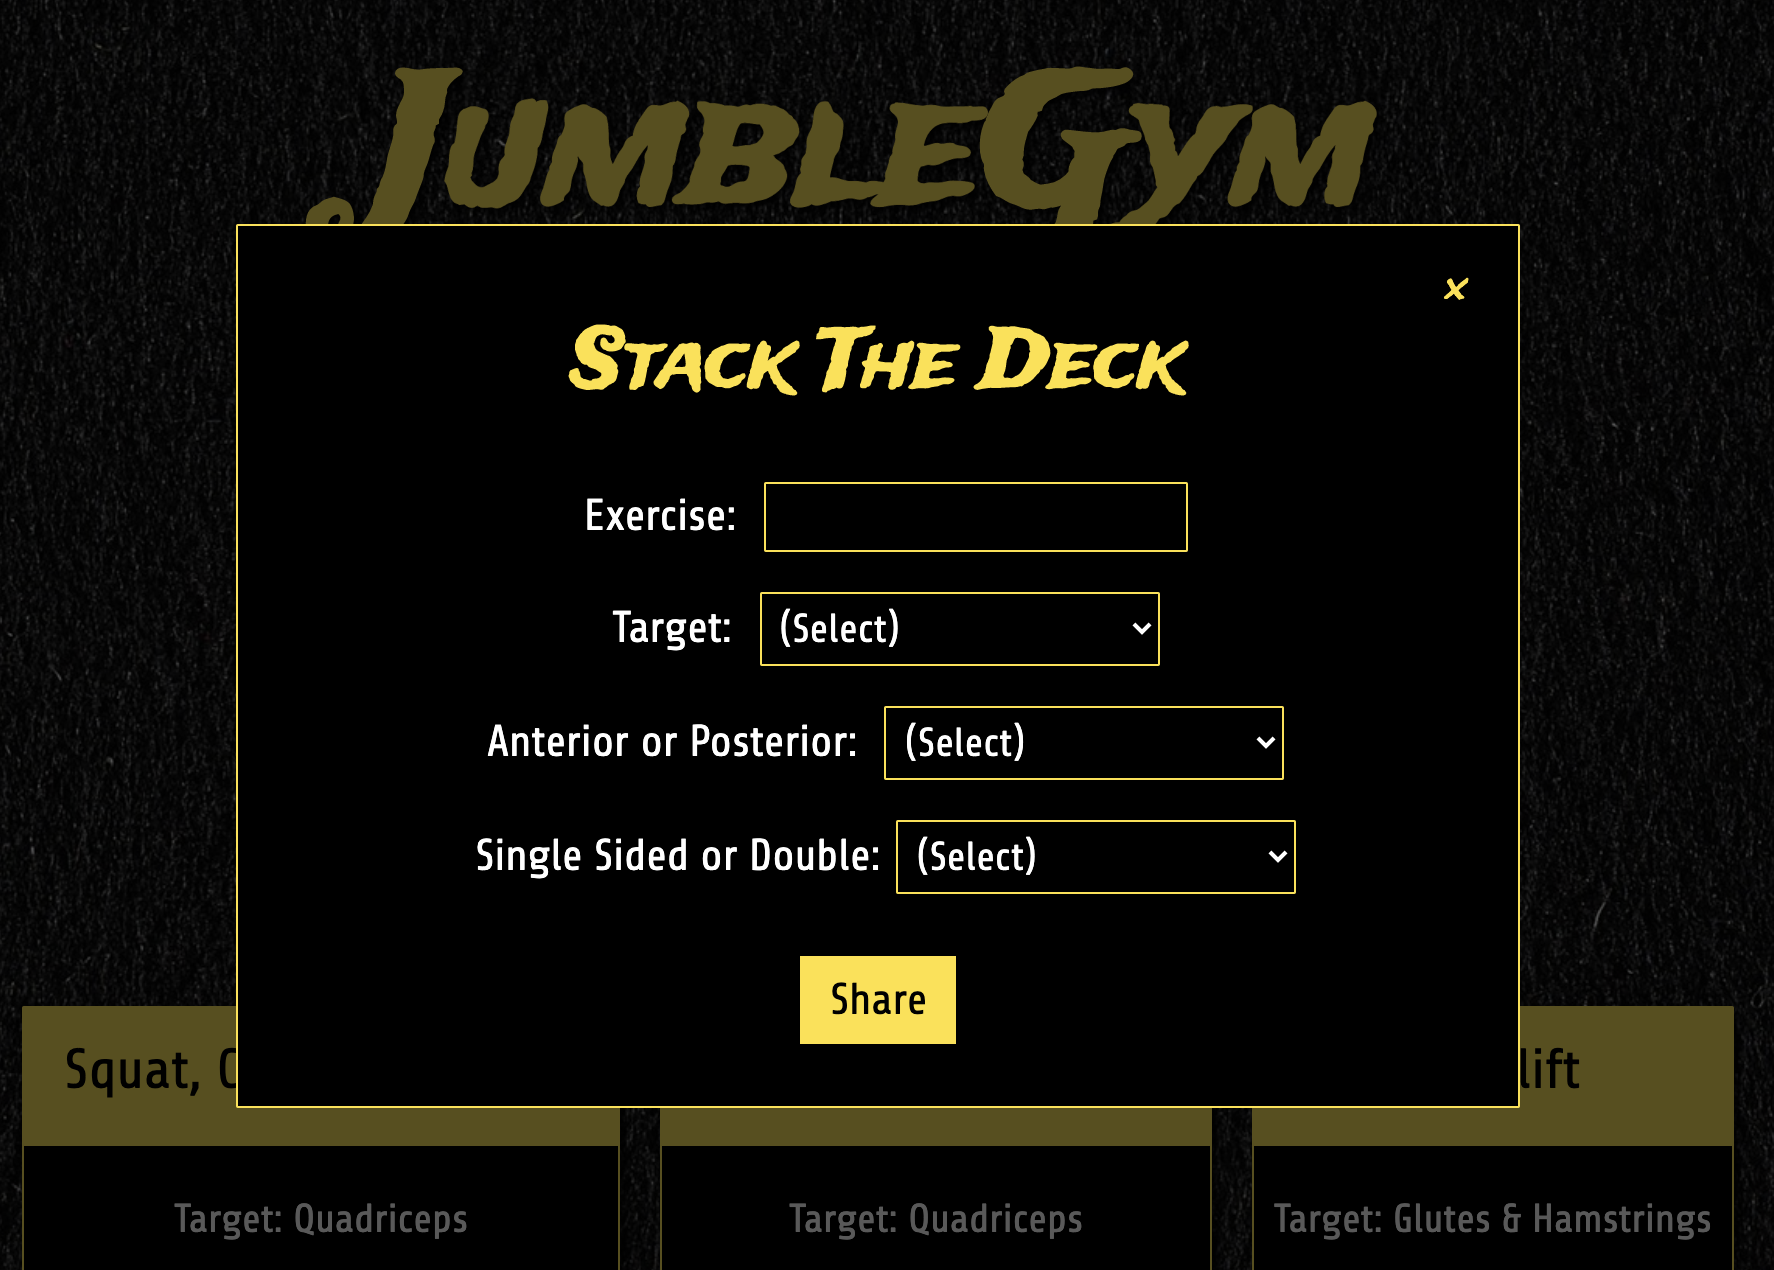 JumbleGym
✘
Stack The Deck
Exercise:
Target: (Select)
Anterior or Posterior: (Select)
Single Sided or Double: (Select)
Share
Squat,
Target: Quadriceps
Target: Quadriceps
Target: Glutes & Hamstrings